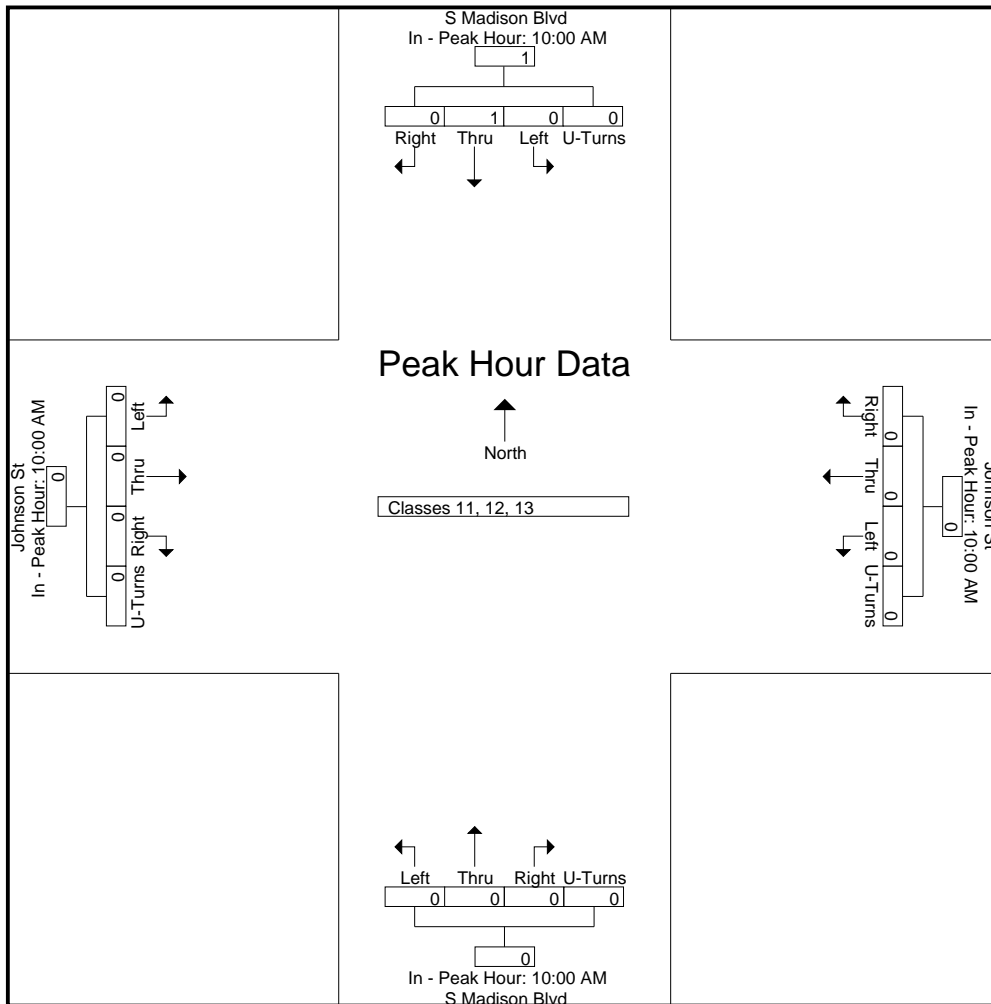 S Madison Blvd
In - Peak Hour: 10:00 AM
1
0 1 0 0
Right Thru Left U-Turns
Peak Hour Data
North
Classes 11, 12, 13
Johnson St
In - Peak Hour: 10:00 AM
0
0 0 0 0
Left Thru Right U-Turns
Johnson St
In - Peak Hour: 10:00 AM
0
0 0 0 0
Right Thru Left U-Turns
Left Thru Right U-Turns
0 0 0 0
0
In - Peak Hour: 10:00 AM
S Madison Blvd